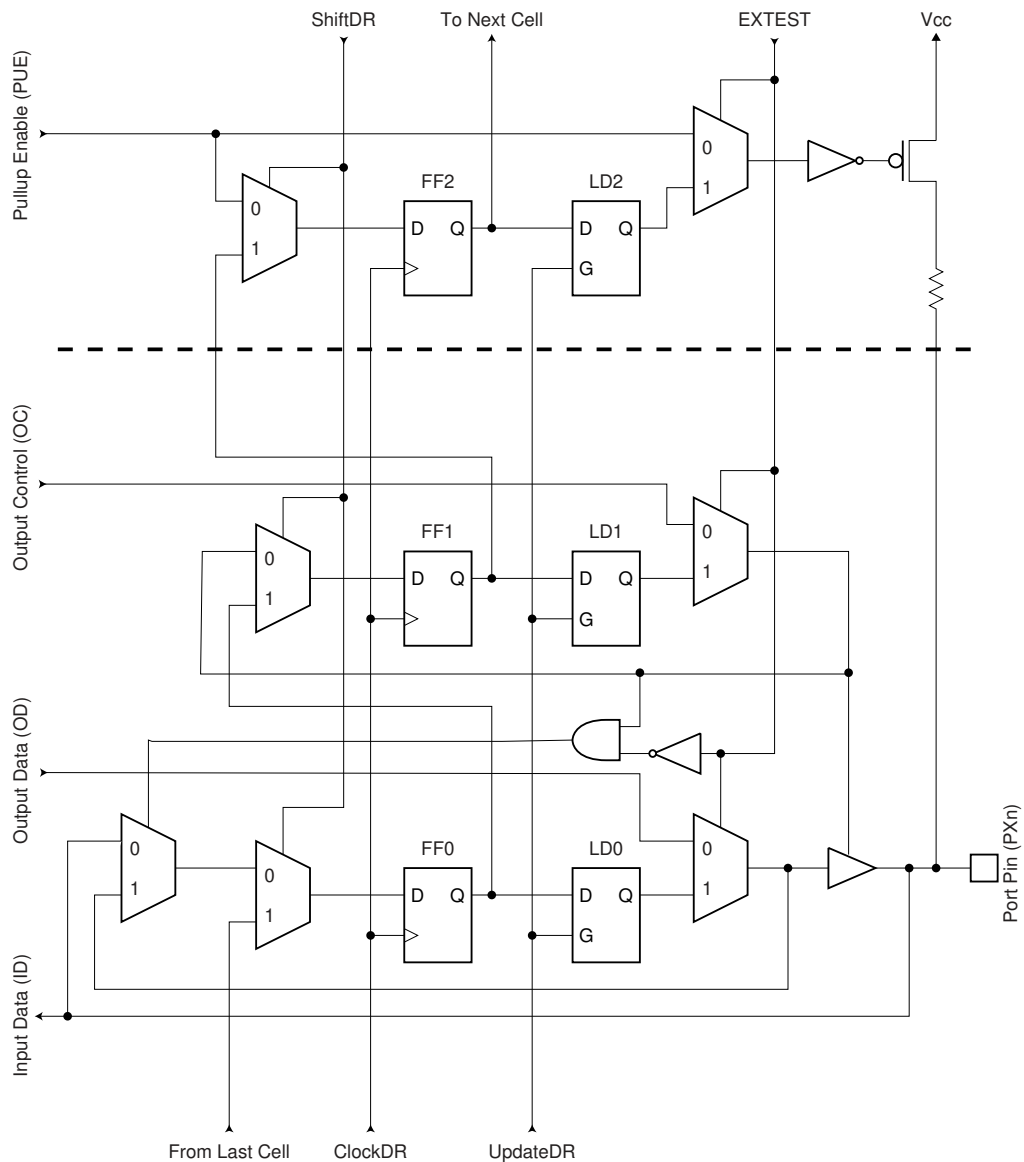 ShiftDR
To Next Cell
EXTEST
Vcc
Pullup Enable (PUE)
0
1
FF2
D
Q
LD2
D
Q
G
0
1
Output Control (OC)
0
1
FF1
D
Q
LD1
D
Q
G
0
1
Output Data (OD)
0
1
0
1
FF0
D
Q
LD0
D
Q
G
0
1
Port Pin (PXn)
Input Data (ID)
From Last Cell
ClockDR
UpdateDR